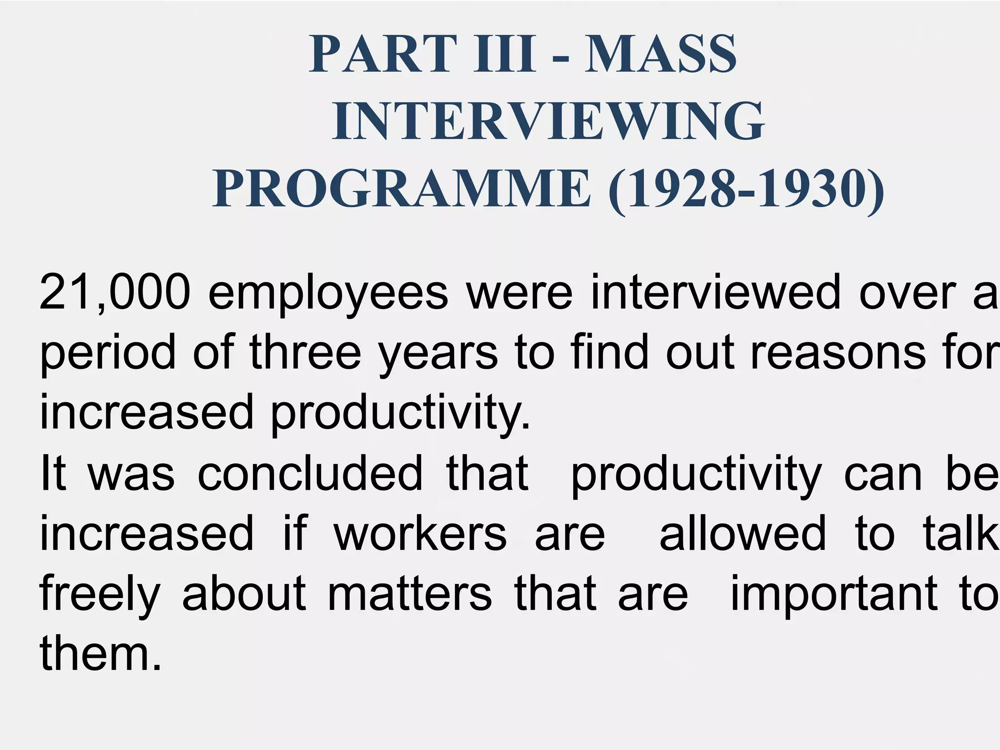 PART III - MASS
INTERVIEWING
PROGRAMME (1928-1930)
21,000 employees were interviewed over a
period of three years to find out reasons for
increased productivity.
It was concluded that productivity can be
increased if workers are allowed to talk
freely about matters that are important to
them.